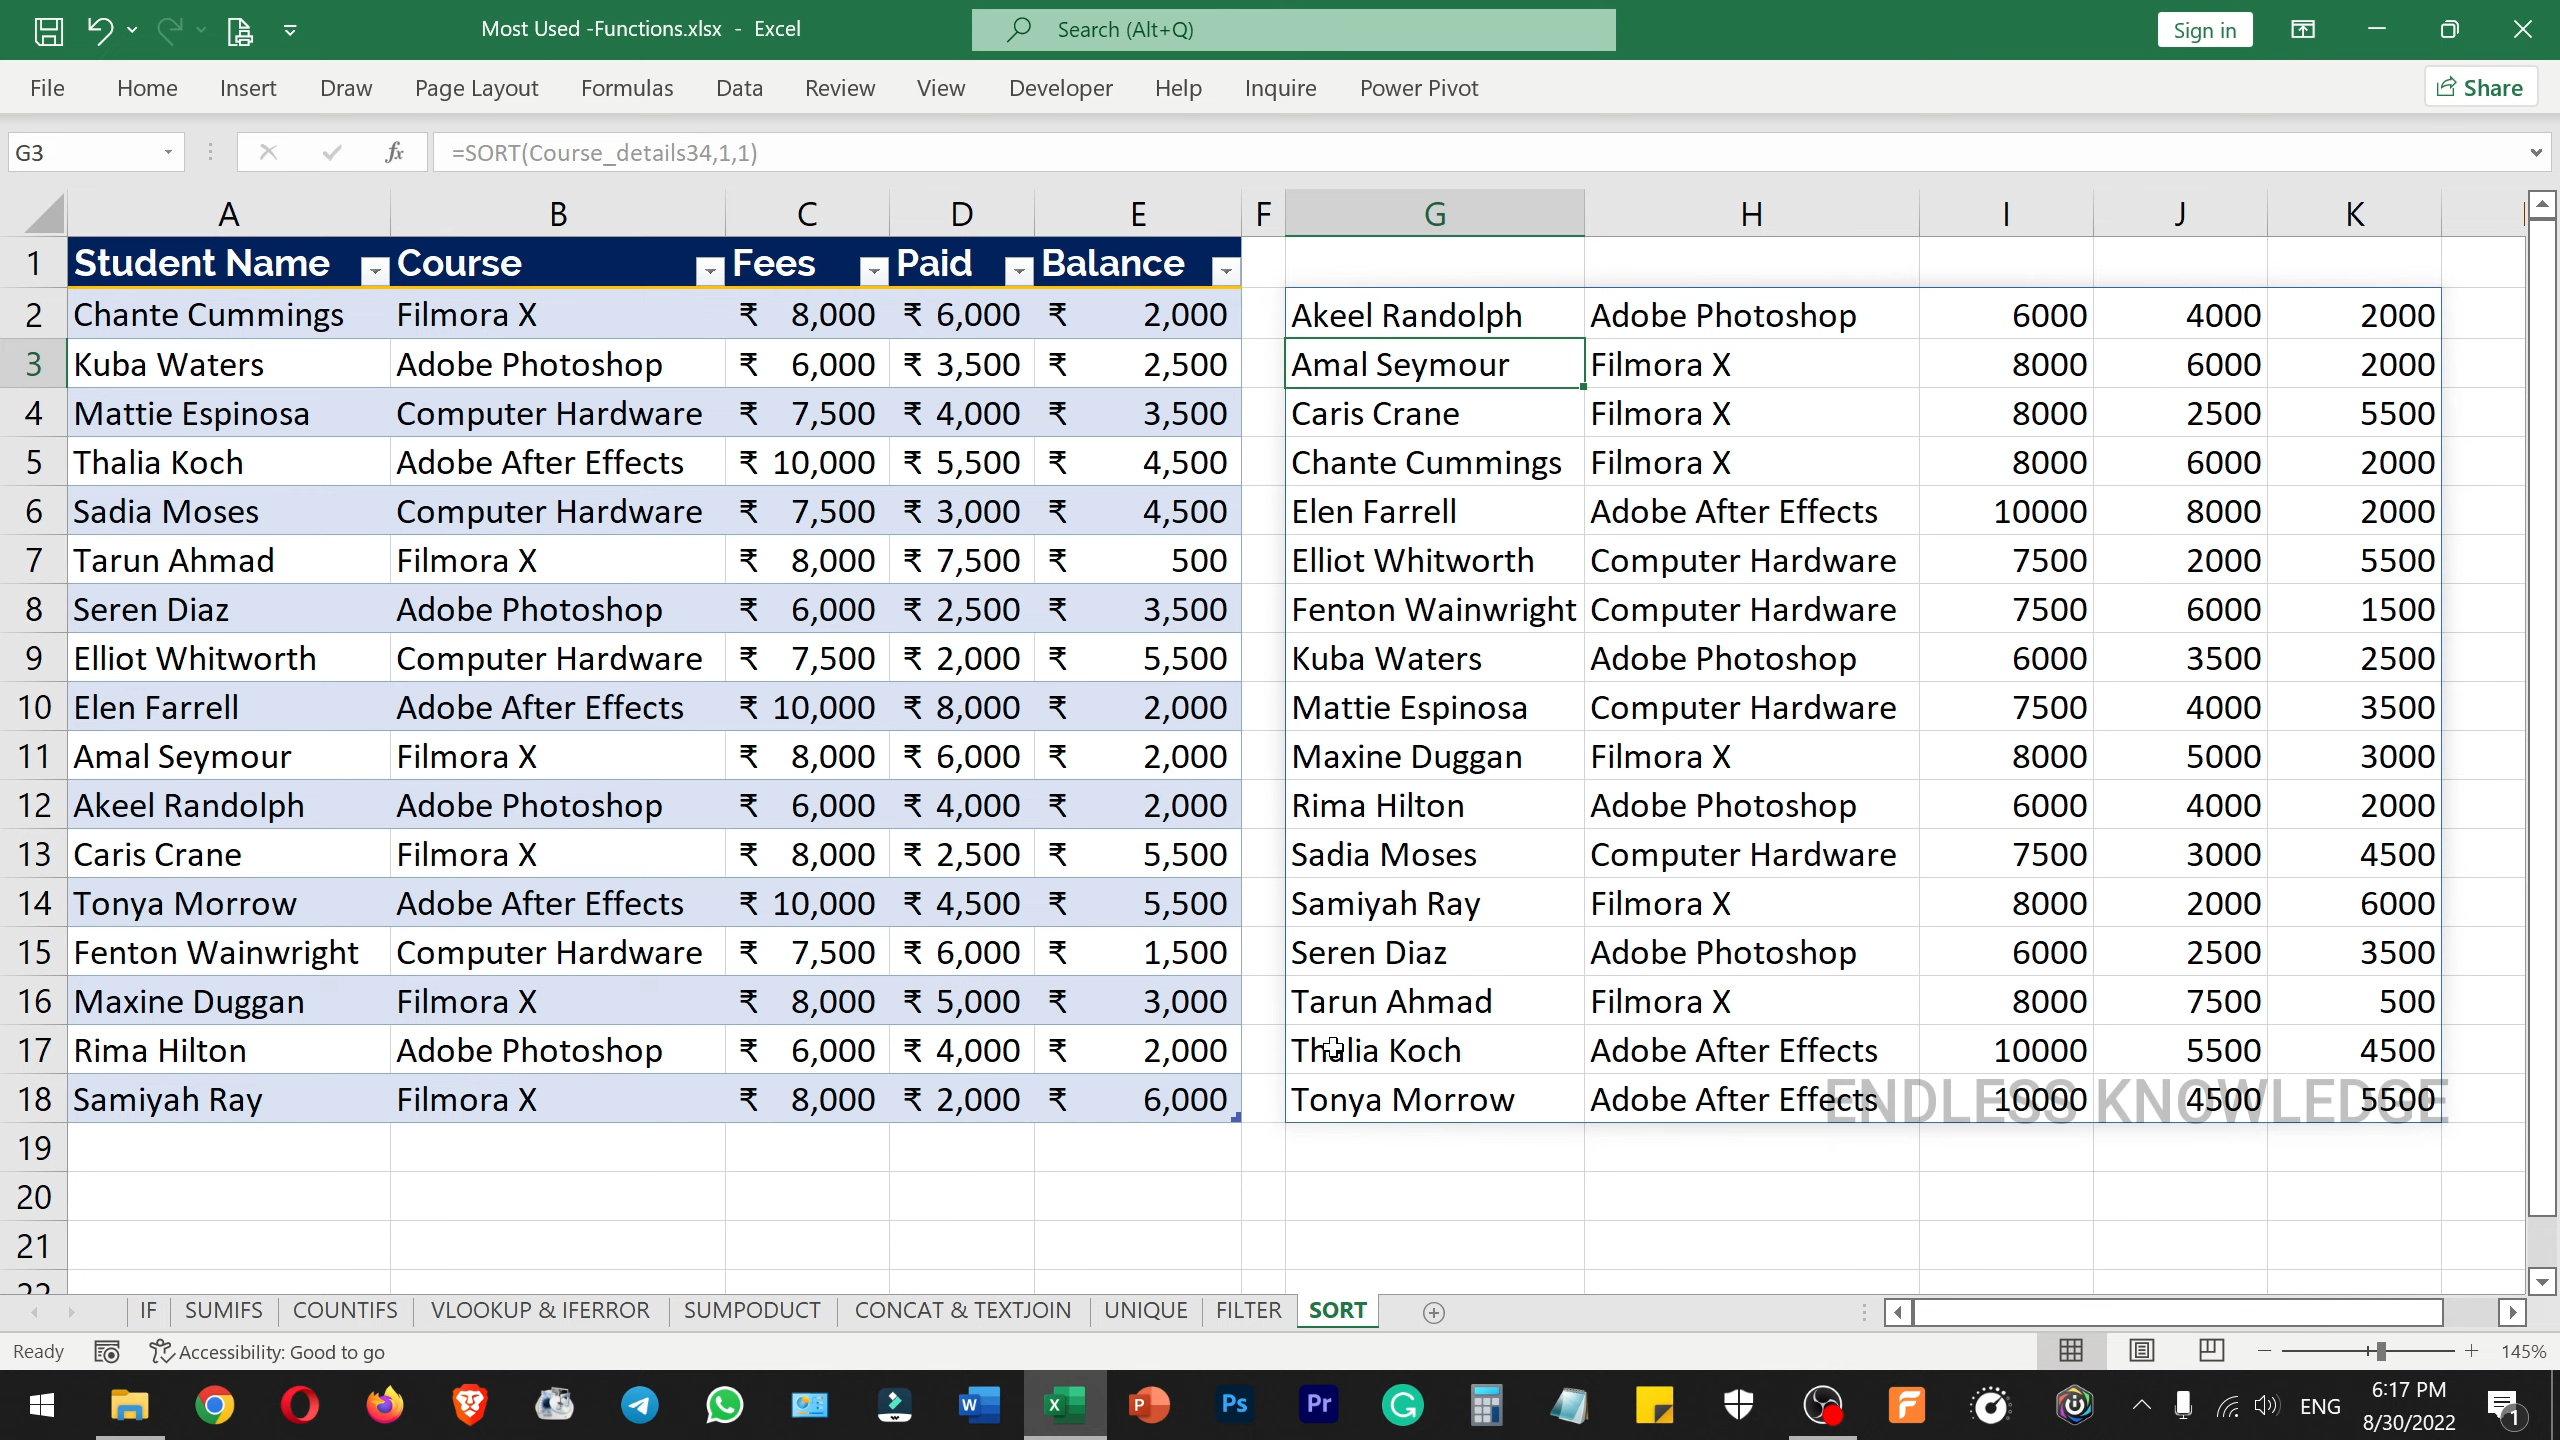 Most Used -Functions.xlsx - Excel
Search (Alt+Q)
Sign in
File Home Insert Draw Page Layout Formulas Data Review View Developer Help Inquire Power Pivot
Share
G3
fx
=SORT(Course_details34,1,1)
A B C D E F G H I J K
1 Student Name Course Fees Paid Balance
2 Chante Cummings Filmora X ₹ 8,000 ₹ 6,000 ₹ 2,000 Akeel Randolph Adobe Photoshop 6000 4000 2000
3 Kuba Waters Adobe Photoshop ₹ 6,000 ₹ 3,500 ₹ 2,500 Amal Seymour Filmora X 8000 6000 2000
4 Mattie Espinosa Computer Hardware ₹ 7,500 ₹ 4,000 ₹ 3,500 Caris Crane Filmora X 8000 2500 5500
5 Thalia Koch Adobe After Effects ₹ 10,000 ₹ 5,500 ₹ 4,500 Chante Cummings Filmora X 8000 6000 2000
6 Sadia Moses Computer Hardware ₹ 7,500 ₹ 3,000 ₹ 4,500 Elen Farrell Adobe After Effects 10000 8000 2000
7 Tarun Ahmad Filmora X ₹ 8,000 ₹ 7,500 ₹ 500 Elliot Whitworth Computer Hardware 7500 2000 5500
8 Seren Diaz Adobe Photoshop ₹ 6,000 ₹ 2,500 ₹ 3,500 Fenton Wainwright Computer Hardware 7500 6000 1500
9 Elliot Whitworth Computer Hardware ₹ 7,500 ₹ 2,000 ₹ 5,500 Kuba Waters Adobe Photoshop 6000 3500 2500
10 Elen Farrell Adobe After Effects ₹ 10,000 ₹ 8,000 ₹ 2,000 Mattie Espinosa Computer Hardware 7500 4000 3500
11 Amal Seymour Filmora X ₹ 8,000 ₹ 6,000 ₹ 2,000 Maxine Duggan Filmora X 8000 5000 3000
12 Akeel Randolph Adobe Photoshop ₹ 6,000 ₹ 4,000 ₹ 2,000 Rima Hilton Adobe Photoshop 6000 4000 2000
13 Caris Crane Filmora X ₹ 8,000 ₹ 2,500 ₹ 5,500 Sadia Moses Computer Hardware 7500 3000 4500
14 Tonya Morrow Adobe After Effects ₹ 10,000 ₹ 4,500 ₹ 5,500 Samiyah Ray Filmora X 8000 2000 6000
15 Fenton Wainwright Computer Hardware ₹ 7,500 ₹ 6,000 ₹ 1,500 Seren Diaz Adobe Photoshop 6000 2500 3500
16 Maxine Duggan Filmora X ₹ 8,000 ₹ 5,000 ₹ 3,000 Tarun Ahmad Filmora X 8000 7500 500
17 Rima Hilton Adobe Photoshop ₹ 6,000 ₹ 4,000 ₹ 2,000 Thalia Koch Adobe After Effects 10000 5500 4500
18 Samiyah Ray Filmora X ₹ 8,000 ₹ 2,000 ₹ 6,000 Tonya Morrow Adobe After Effects 10000 4500 5500
ENDLESS KNOWLEDGE
19
20
21
22
IF SUMIFS COUNTIFS VLOOKUP & IFERROR SUMPODUCT CONCAT & TEXTJOIN UNIQUE FILTER SORT
Ready Accessibility: Good to go 145%
W X P Ps Pr G
ENG
6:17 PM
8/30/2022
1